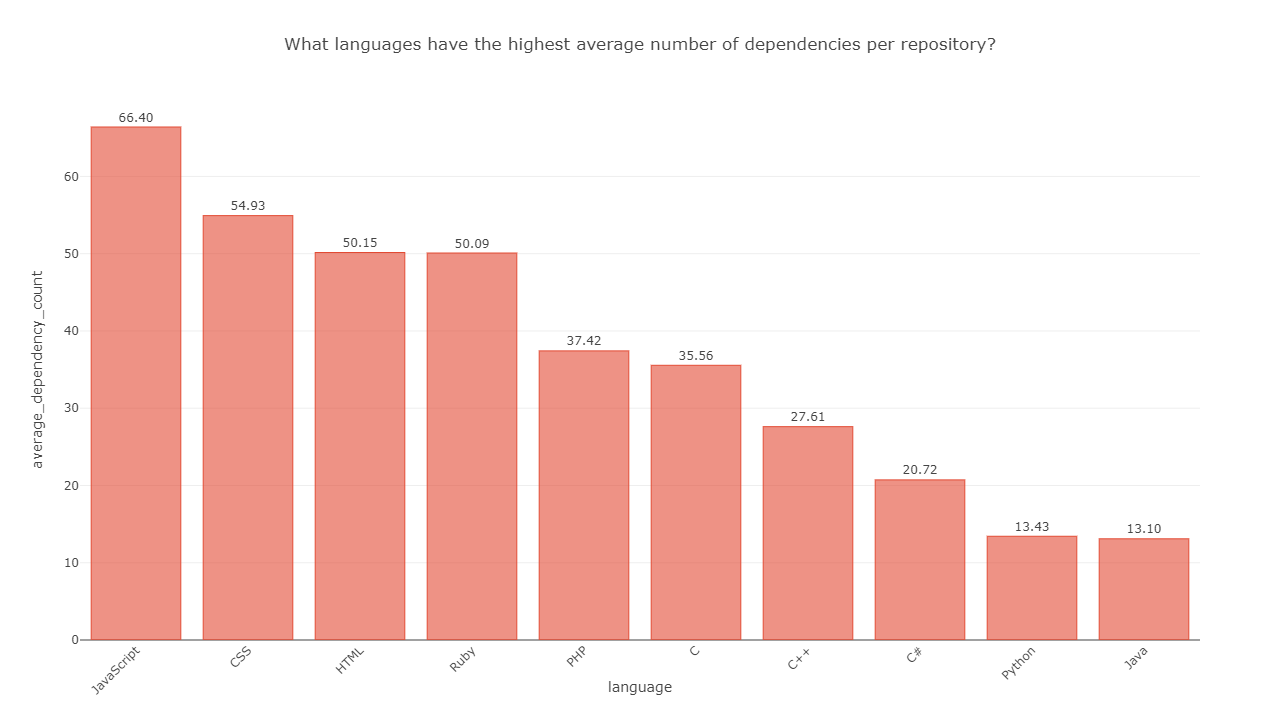 What languages have the highest average number of dependencies per repository?
66.40
54.93
50.15
50.09
37.42
35.56
27.61
20.72
13.43
13.10
60
50
40
30
20
10
0
average_dependency_count
JavaScript
CSS
HTML
Ruby
PHP
C
C++
C#
Python
Java
language